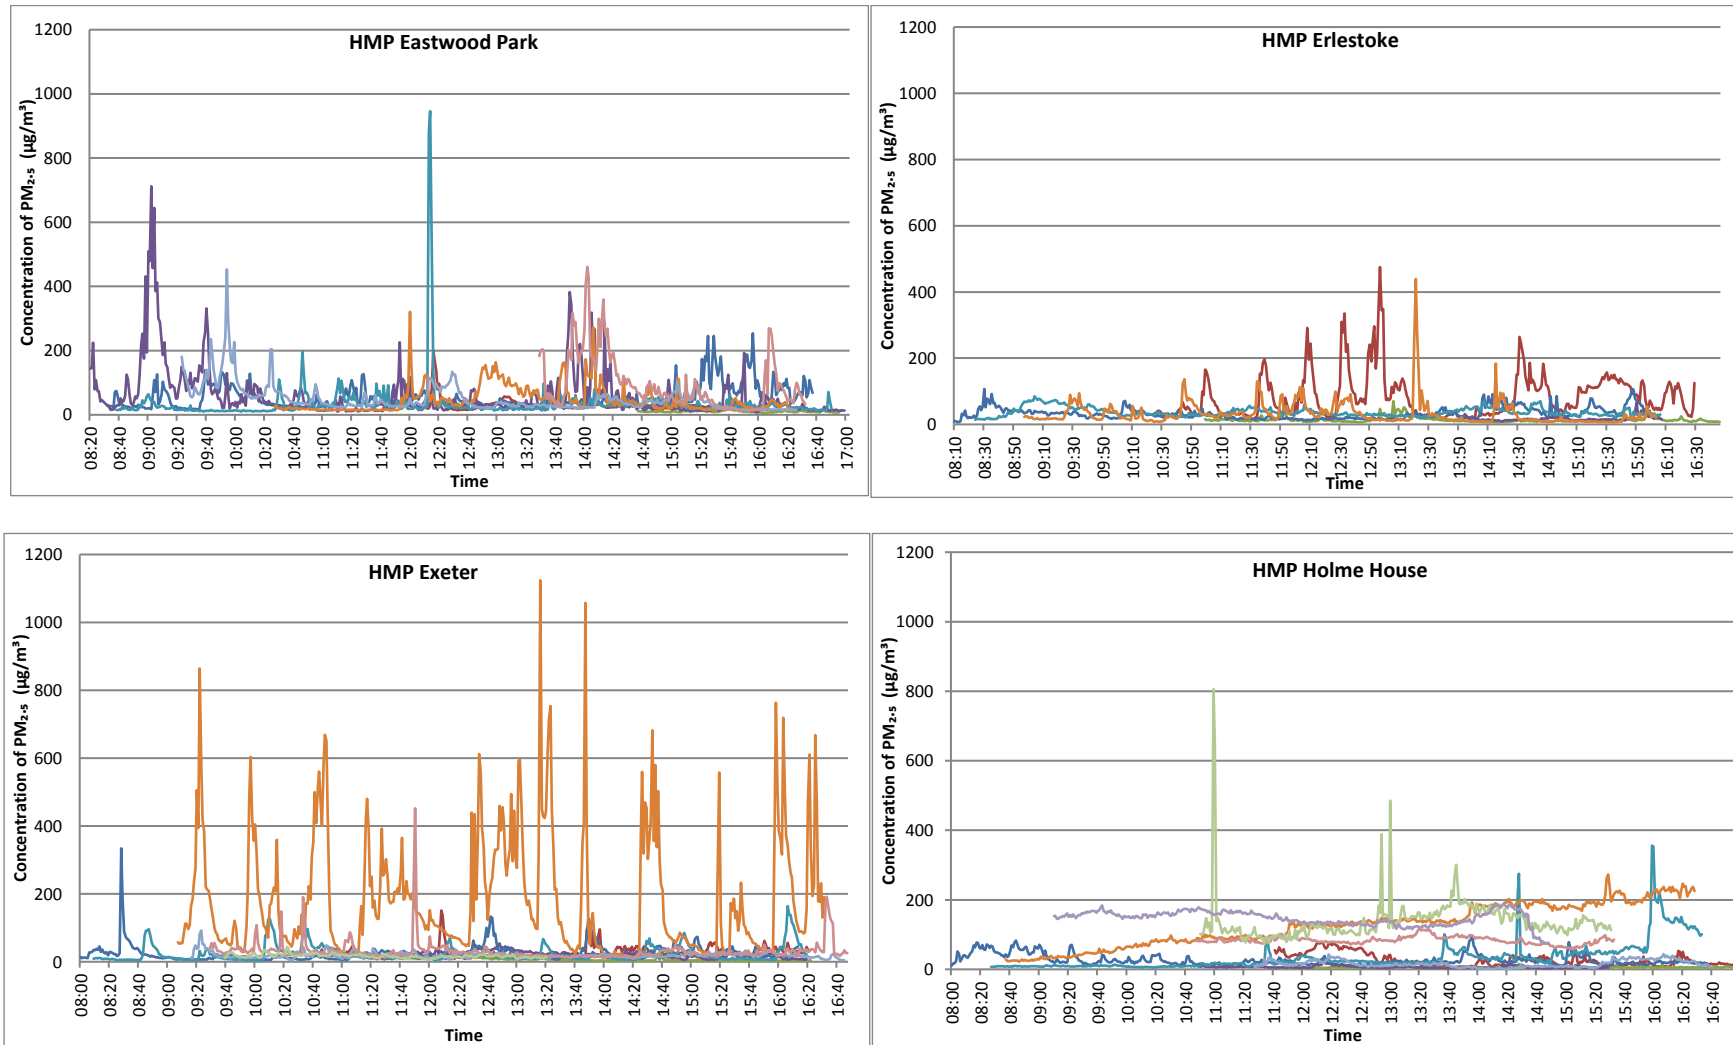 HMP Eastwood Park
Concentration of PM₂.₅ (µg/m³)
1200
1000
800
600
400
200
0
08:20 08:40 09:00 09:20 09:40 10:00 10:20 10:40 11:00 11:20 11:40 12:00 12:20 12:40 13:00 13:20 13:40 14:00 14:20 14:40 15:00 15:20 15:40 16:00 16:20 16:40 17:00
Time
HMP Erlestoke
Concentration of PM₂.₅ (µg/m³)
1200
1000
800
600
400
200
0
08:10 08:30 08:50 09:10 09:30 09:50 10:10 10:30 10:50 11:10 11:30 11:50 12:10 12:30 12:50 13:10 13:30 13:50 14:10 14:30 14:50 15:10 15:30 15:50 16:10 16:30
Time
HMP Exeter
Concentration of PM₂.₅ (µg/m³)
1200
1000
800
600
400
200
0
08:00 08:20 08:40 09:00 09:20 09:40 10:00 10:20 10:40 11:00 11:20 11:40 12:00 12:20 12:40 13:00 13:20 13:40 14:00 14:20 14:40 15:00 15:20 15:40 16:00 16:20 16:40
Time
HMP Holme House
Concentration of PM₂.₅ (µg/m³)
1200
1000
800
600
400
200
0
08:00 08:20 08:40 09:00 09:20 09:40 10:00 10:20 10:40 11:00 11:20 11:40 12:00 12:20 12:40 13:00 13:20 13:40 14:00 14:20 14:40 15:00 15:20 15:40 16:00 16:20 16:40
Time